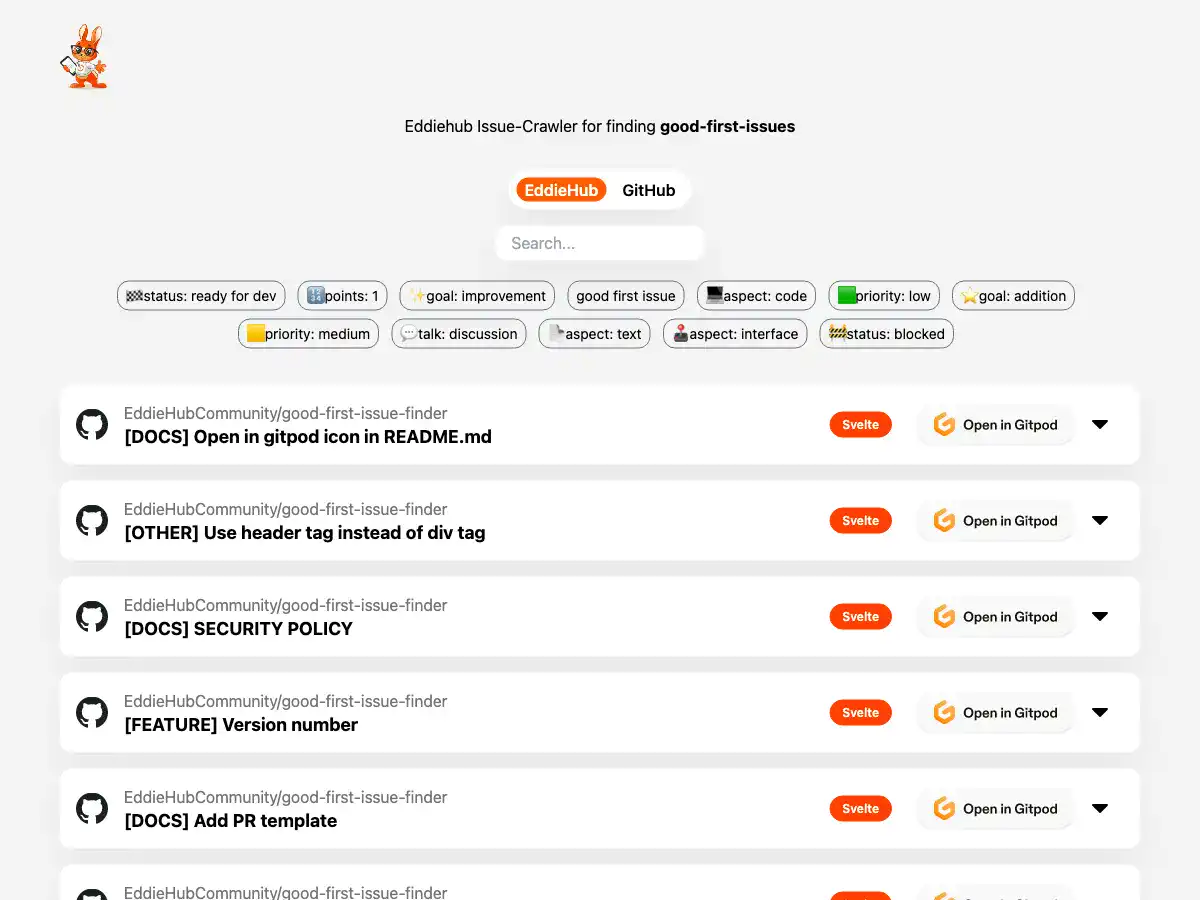 Eddiehub Issue-Crawler for finding good-first-issues
EddieHub GitHub
Search...
🏁status: ready for dev 🔢points: 1 ✨goal: improvement good first issue 💻aspect: code 🟩priority: low ⭐goal: addition
🟨priority: medium 💬talk: discussion 📄aspect: text 🕹aspect: interface 🚧status: blocked
EddieHubCommunity/good-first-issue-finder
[DOCS] Open in gitpod icon in README.md
Svelte Open in Gitpod
EddieHubCommunity/good-first-issue-finder
[OTHER] Use header tag instead of div tag
Svelte Open in Gitpod
EddieHubCommunity/good-first-issue-finder
[DOCS] SECURITY POLICY
Svelte Open in Gitpod
EddieHubCommunity/good-first-issue-finder
[FEATURE] Version number
Svelte Open in Gitpod
EddieHubCommunity/good-first-issue-finder
[DOCS] Add PR template
Svelte Open in Gitpod
EddieHubCommunity/good-first-issue-finder